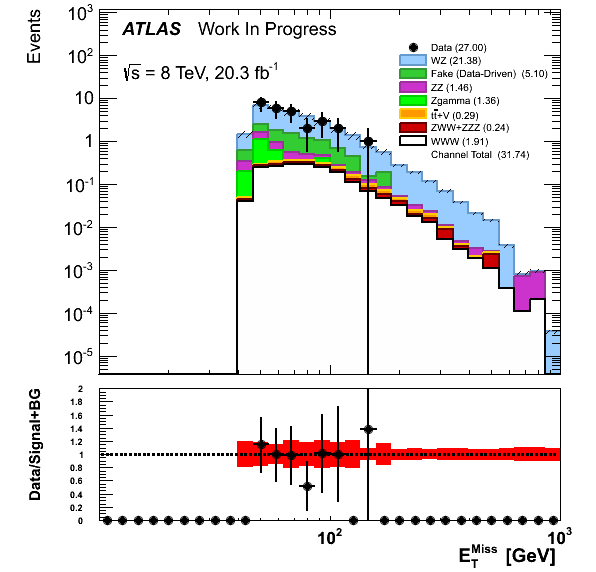 Events
10³
10²
10
1
10⁻¹
10⁻²
10⁻³
10⁻⁴
10⁻⁵
ATLAS Work In Progress
√s = 8 TeV, 20.3 fb⁻¹
Data (27.00)
WZ (21.38)
Fake (Data-Driven) (5.10)
ZZ (1.46)
Zgamma (1.36)
tt̄+V (0.29)
ZWW+ZZZ (0.24)
WWW (1.91)
Channel Total (31.74)
Data/Signal+BG
2
1.8
1.6
1.4
1.2
1
0.8
0.6
0.4
0.2
0
10²
10³
E_T^Miss [GeV]